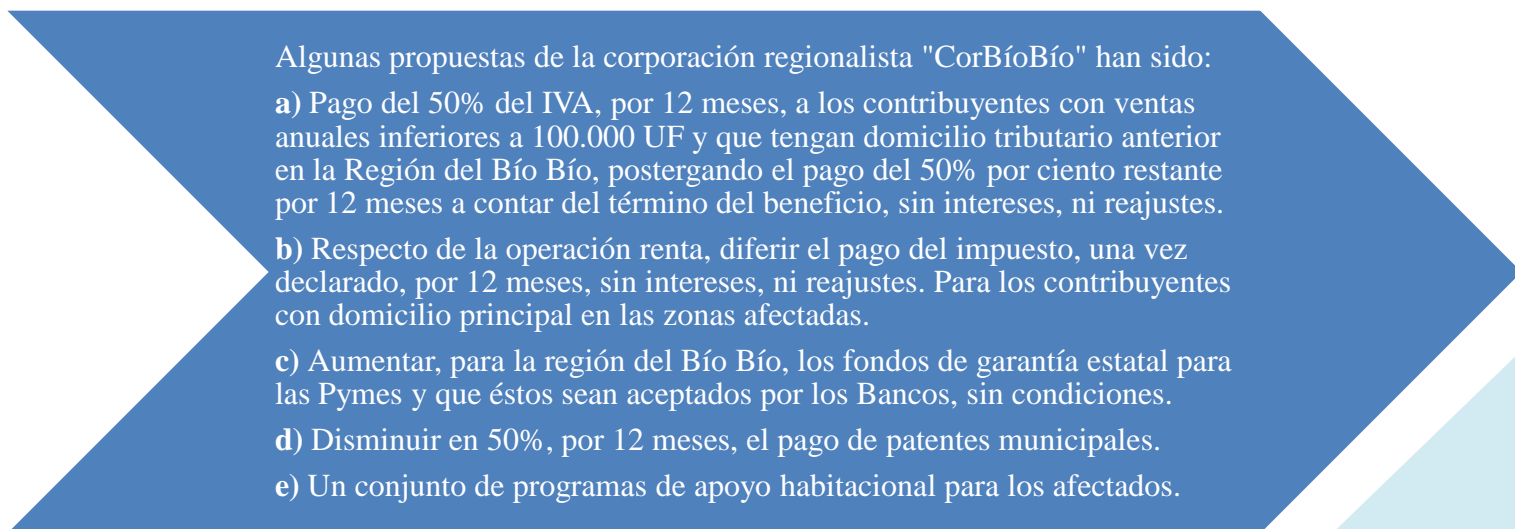 Algunas propuestas de la corporación regionalista "CorBíoBío" han sido:
a) Pago del 50% del IVA, por 12 meses, a los contribuyentes con ventas
anuales inferiores a 100.000 UF y que tengan domicilio tributario anterior
en la Región del Bío Bío, postergando el pago del 50% por ciento restante
por 12 meses a contar del término del beneficio, sin intereses, ni reajustes.
b) Respecto de la operación renta, diferir el pago del impuesto, una vez
declarado, por 12 meses, sin intereses, ni reajustes. Para los contribuyentes
con domicilio principal en las zonas afectadas.
c) Aumentar, para la región del Bío Bío, los fondos de garantía estatal para
las Pymes y que éstos sean aceptados por los Bancos, sin condiciones.
d) Disminuir en 50%, por 12 meses, el pago de patentes municipales.
e) Un conjunto de programas de apoyo habitacional para los afectados.